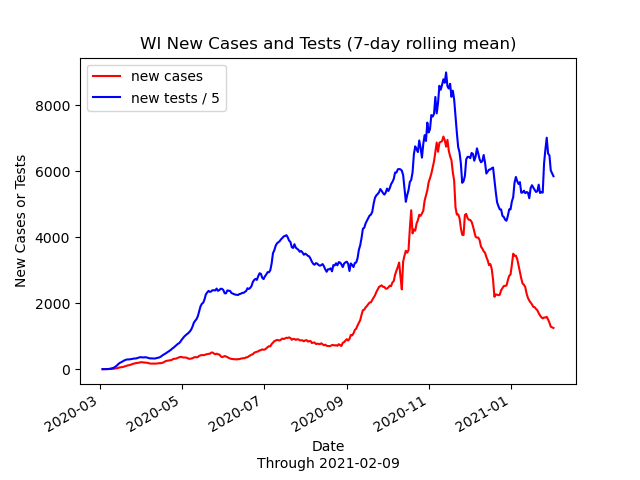 WI New Cases and Tests (7-day rolling mean)
new cases
new tests / 5
New Cases or Tests
8000
6000
4000
2000
0
2020-03
2020-05
2020-07
2020-09
2020-11
2021-01
Date
Through 2021-02-09